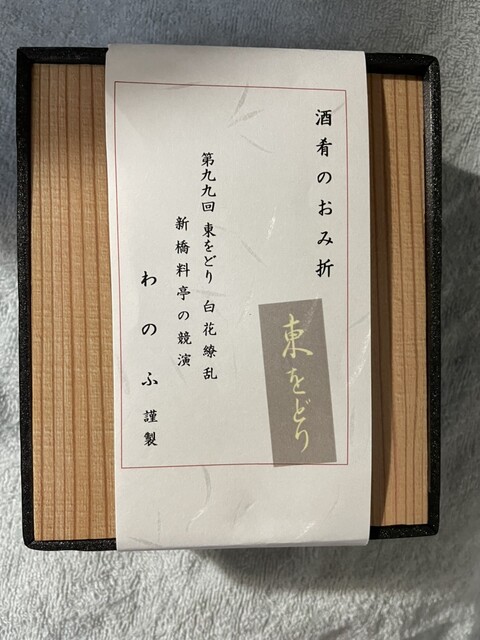 酒肴のおみ折
東をどり
第九九回 東をどり 白花繚乱
新橋料亭の競演
わのふ 謹製